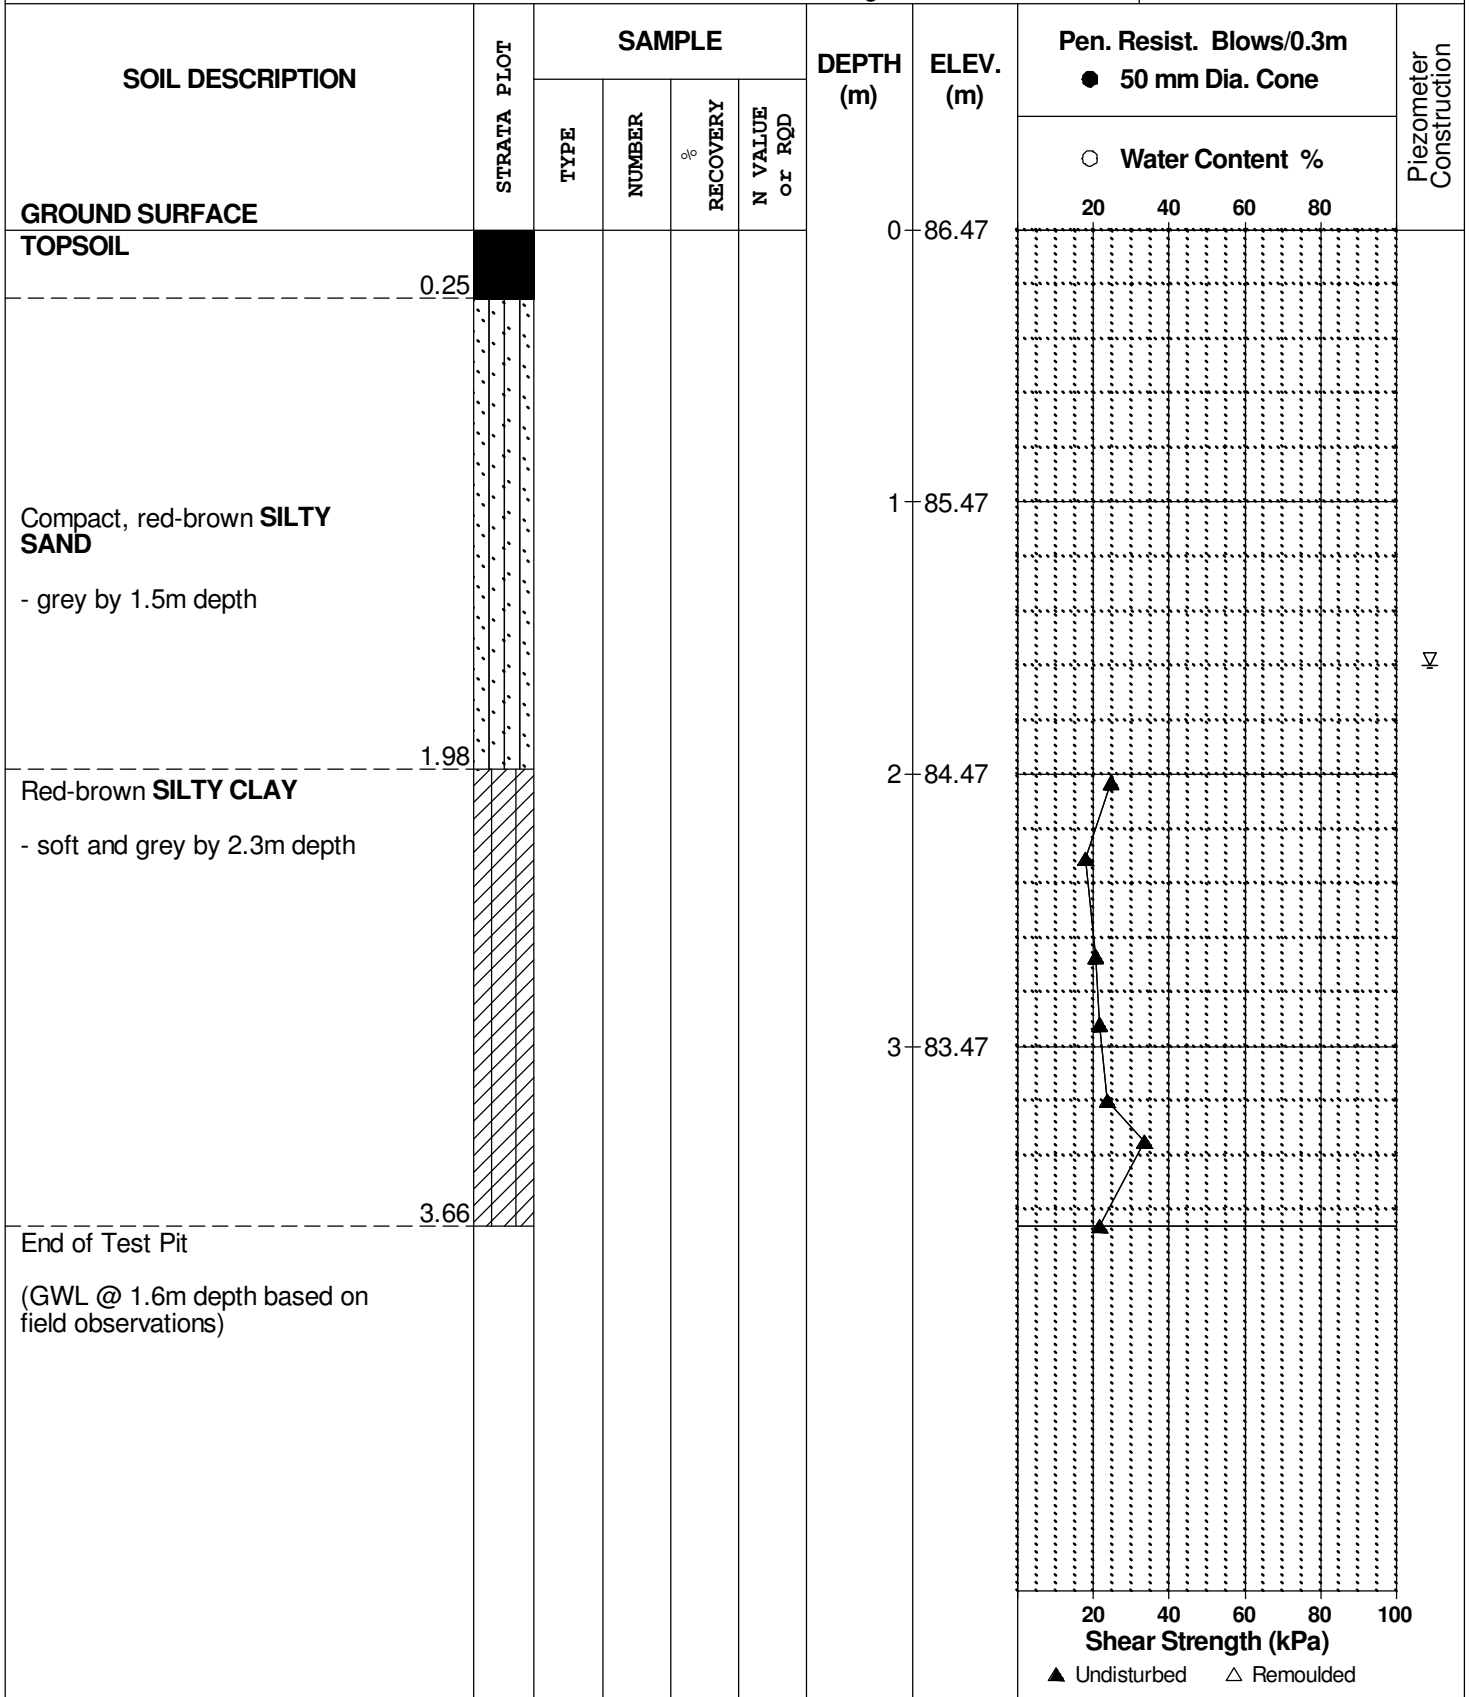 SOIL DESCRIPTION
GROUND SURFACE
STRATA PLOT
SAMPLE
TYPE
NUMBER
%
RECOVERY
N VALUE
or RQD
DEPTH
(m)
ELEV.
(m)
Pen. Resist. Blows/0.3m
● 50 mm Dia. Cone
○ Water Content %
20 40 60 80
Piezometer
Construction
TOPSOIL
0.25
0 86.47
Compact, red-brown SILTY
SAND
- grey by 1.5m depth
1 85.47
1.98
Red-brown SILTY CLAY
- soft and grey by 2.3m depth
2 84.47
3 83.47
3.66
End of Test Pit
(GWL @ 1.6m depth based on
field observations)
20 40 60 80 100
Shear Strength (kPa)
▲ Undisturbed △ Remoulded